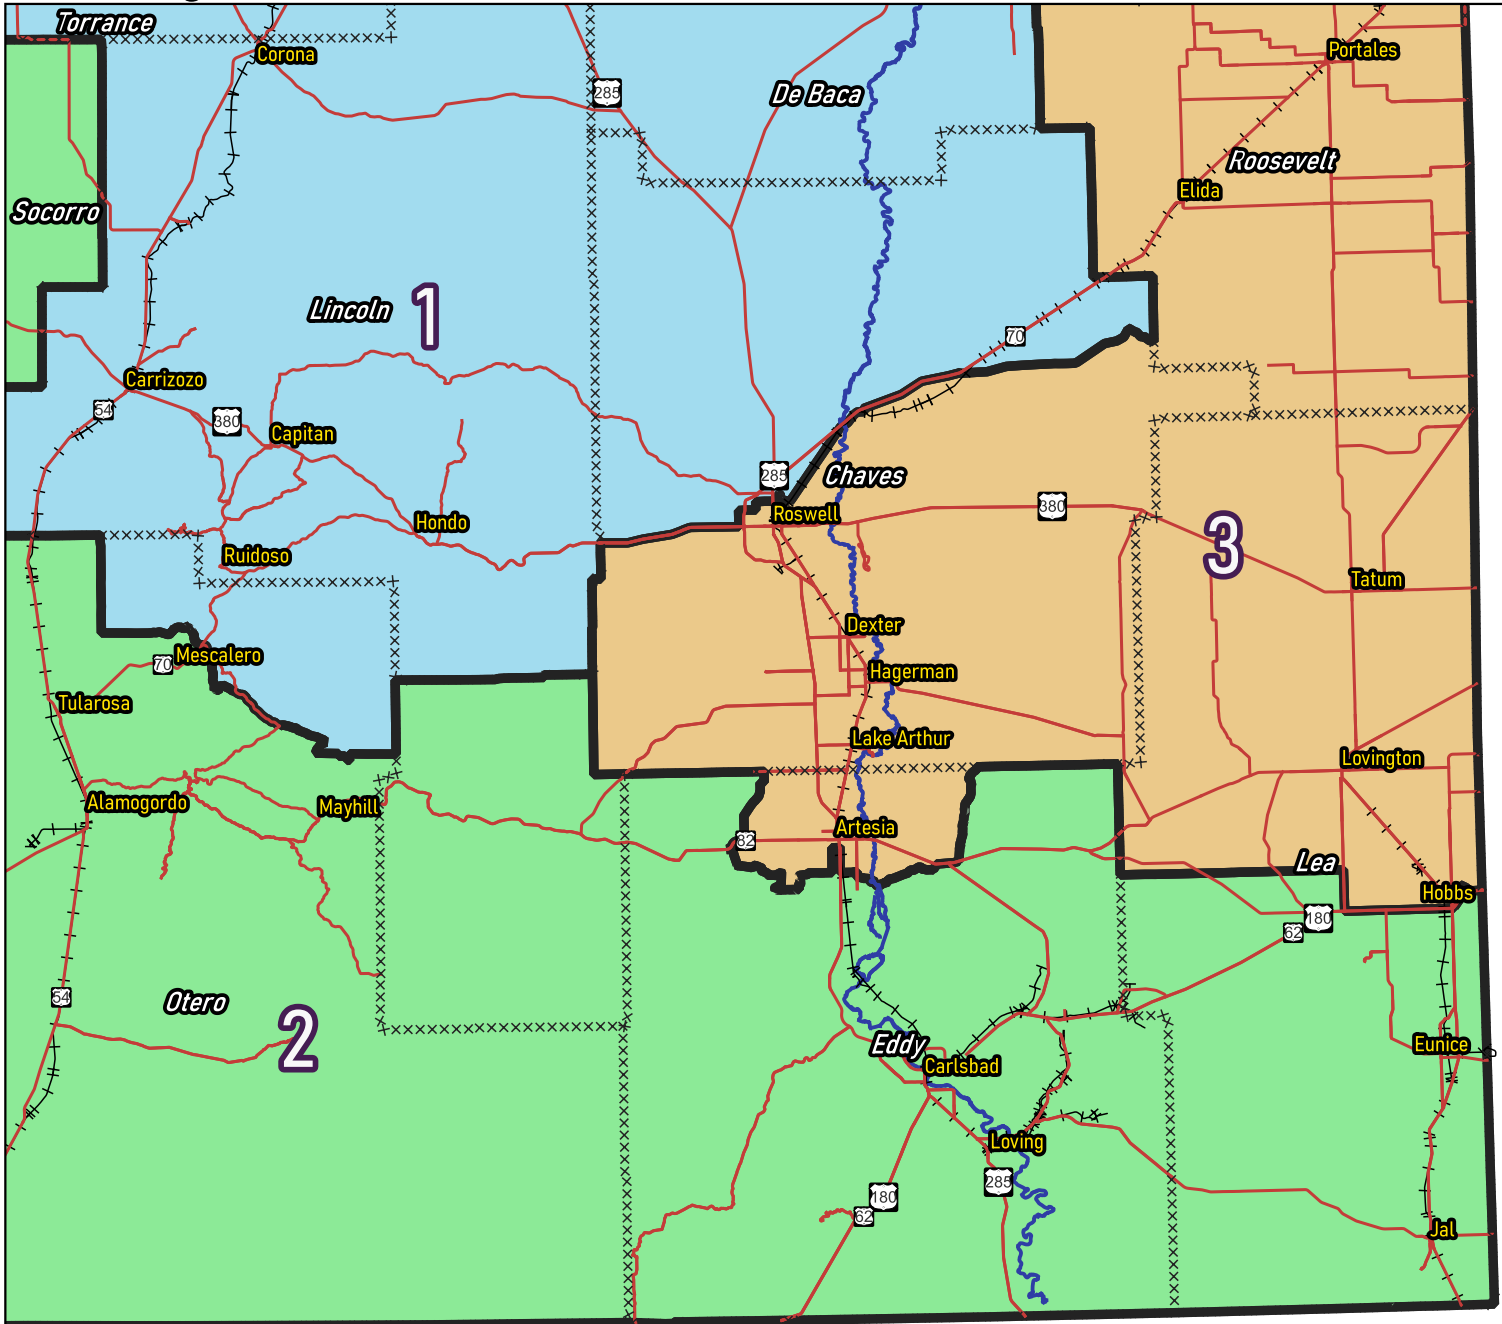 Torrance
Corona
Portales
285
De Baca
Roosevelt
Elida
Socorro
Lincoln
1
70
Carrizozo
54
380
Capitan
285
Chaves
Roswell
380
Hondo
3
Ruidoso
Tatum
Dexter
Mescalero
70
Hagerman
Tularosa
Lake Arthur
Lovington
Alamogordo
Mayhill
Artesia
82
Lea
Hobbs
180
62
54
Otero
2
Eddy
Eunice
Carlsbad
Loving
285
180
62
Jal